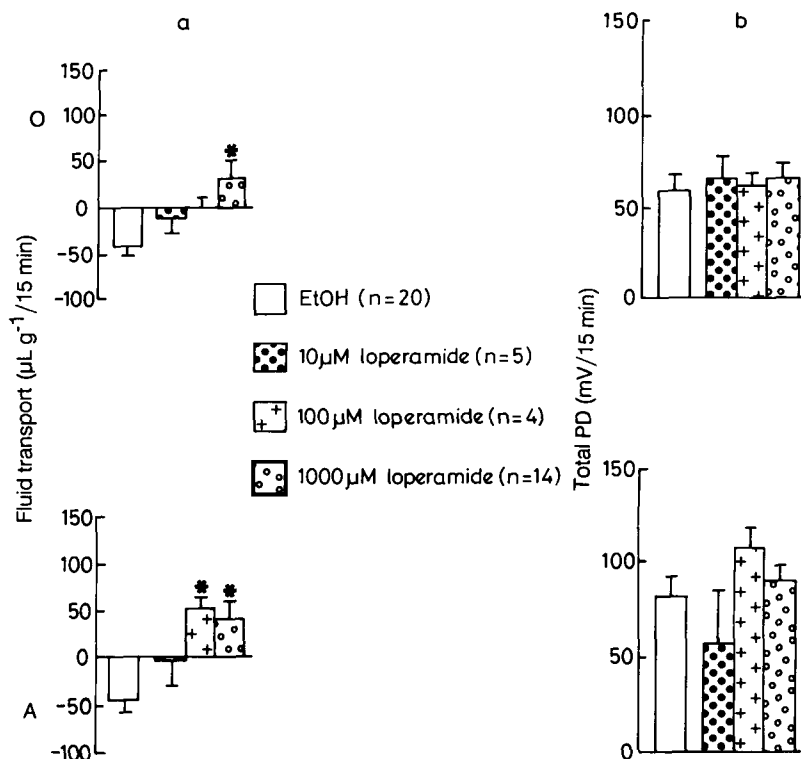 a
b
O
150
100
50
0
-50
-100
Fluid transport (µL g⁻¹/15 min)
EtOH (n=20)
10µM loperamide (n=5)
100µM loperamide (n=4)
1000µM loperamide (n=14)
A
150
100
50
0
-50
-100
Total PD (mV/15 min)
150
100
50
0
150
100
50
0
* 
* *